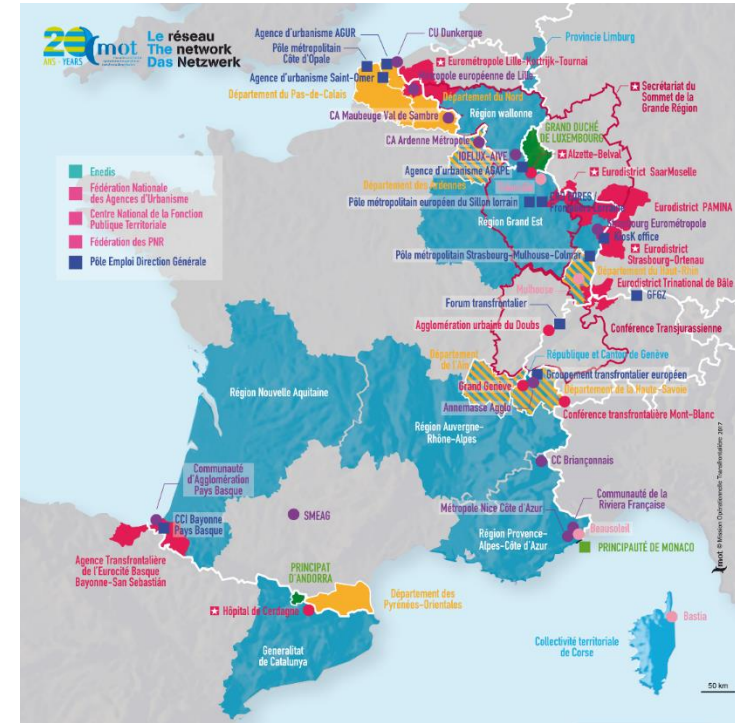 20
ANS - YEARS
mot
Le réseau
The network
Das Netzwerk
Agence d'urbanisme AGUR
CU Dunkerque
Provincie Limburg
Pôle métropolitain
Côte d'Opale
Eurométropole Lille-Kortrijk-Tournai
Métropole européenne de Lille
Agence d'urbanisme Saint-Omer
Département du Pas-de-Calais
Département du Nord
Secrétariat du
Sommet de la
Grande Région
Région wallonne
CA Maubeuge Val de Sambre
GRAND DUCHÉ
DE LUXEMBOURG
CA Ardenne Métropole
IDELUX-AIVE
Alzette-Belval
Enedis
Fédération Nationale
des Agences d'Urbanisme
Centre National de la Fonction
Publique Territoriale
Fédération des PNR
Pôle Emploi Direction Générale
Agence d'urbanisme AGAPE
Eurodistrict SaarMoselle
Département des Ardennes
Pôle métropolitain européen du Sillon lorrain
Eurodistrict PAMINA
Région Grand Est
Strasbourg Eurométropole
KiosK office
Pôle métropolitain Strasbourg-Mulhouse-Colmar
Eurodistrict
Strasbourg-Ortenau
Département du Haut-Rhin
Mulhouse
Eurodistrict Trinational de Bâle
GFGZ
Forum transfrontalier
Agglomération urbaine du Doubs
Conférence Transjurassienne
Département
de l'Ain
République et Canton de Genève
Groupement transfrontalier européen
Grand Genève
Département de la Haute-Savoie
Annemasse Agglo
Conférence transfrontalière Mont-Blanc
Région Nouvelle Aquitaine
Région Auvergne-
Rhône-Alpes
CC Briançonnais
Communauté
d'Agglomération
Pays Basque
SMEAG
Communauté de la
Riviera Française
Métropole Nice Côte d'Azur
CCI Bayonne
Pays Basque
Beausoleil
Région Provence-
Alpes-Côte d'Azur
PRINCIPAUTÉ DE MONACO
Agence Transfrontalière
de l'Eurocité Basque
Bayonne-San Sebastián
PRINCIPAT
D'ANDORRA
Département des
Pyrénées-Orientales
Hôpital de Cerdagne
Generalitat
de Catalunya
Bastia
Collectivité territoriale
de Corse
50 km
mot © Mission Opérationnelle Transfrontalière 2017